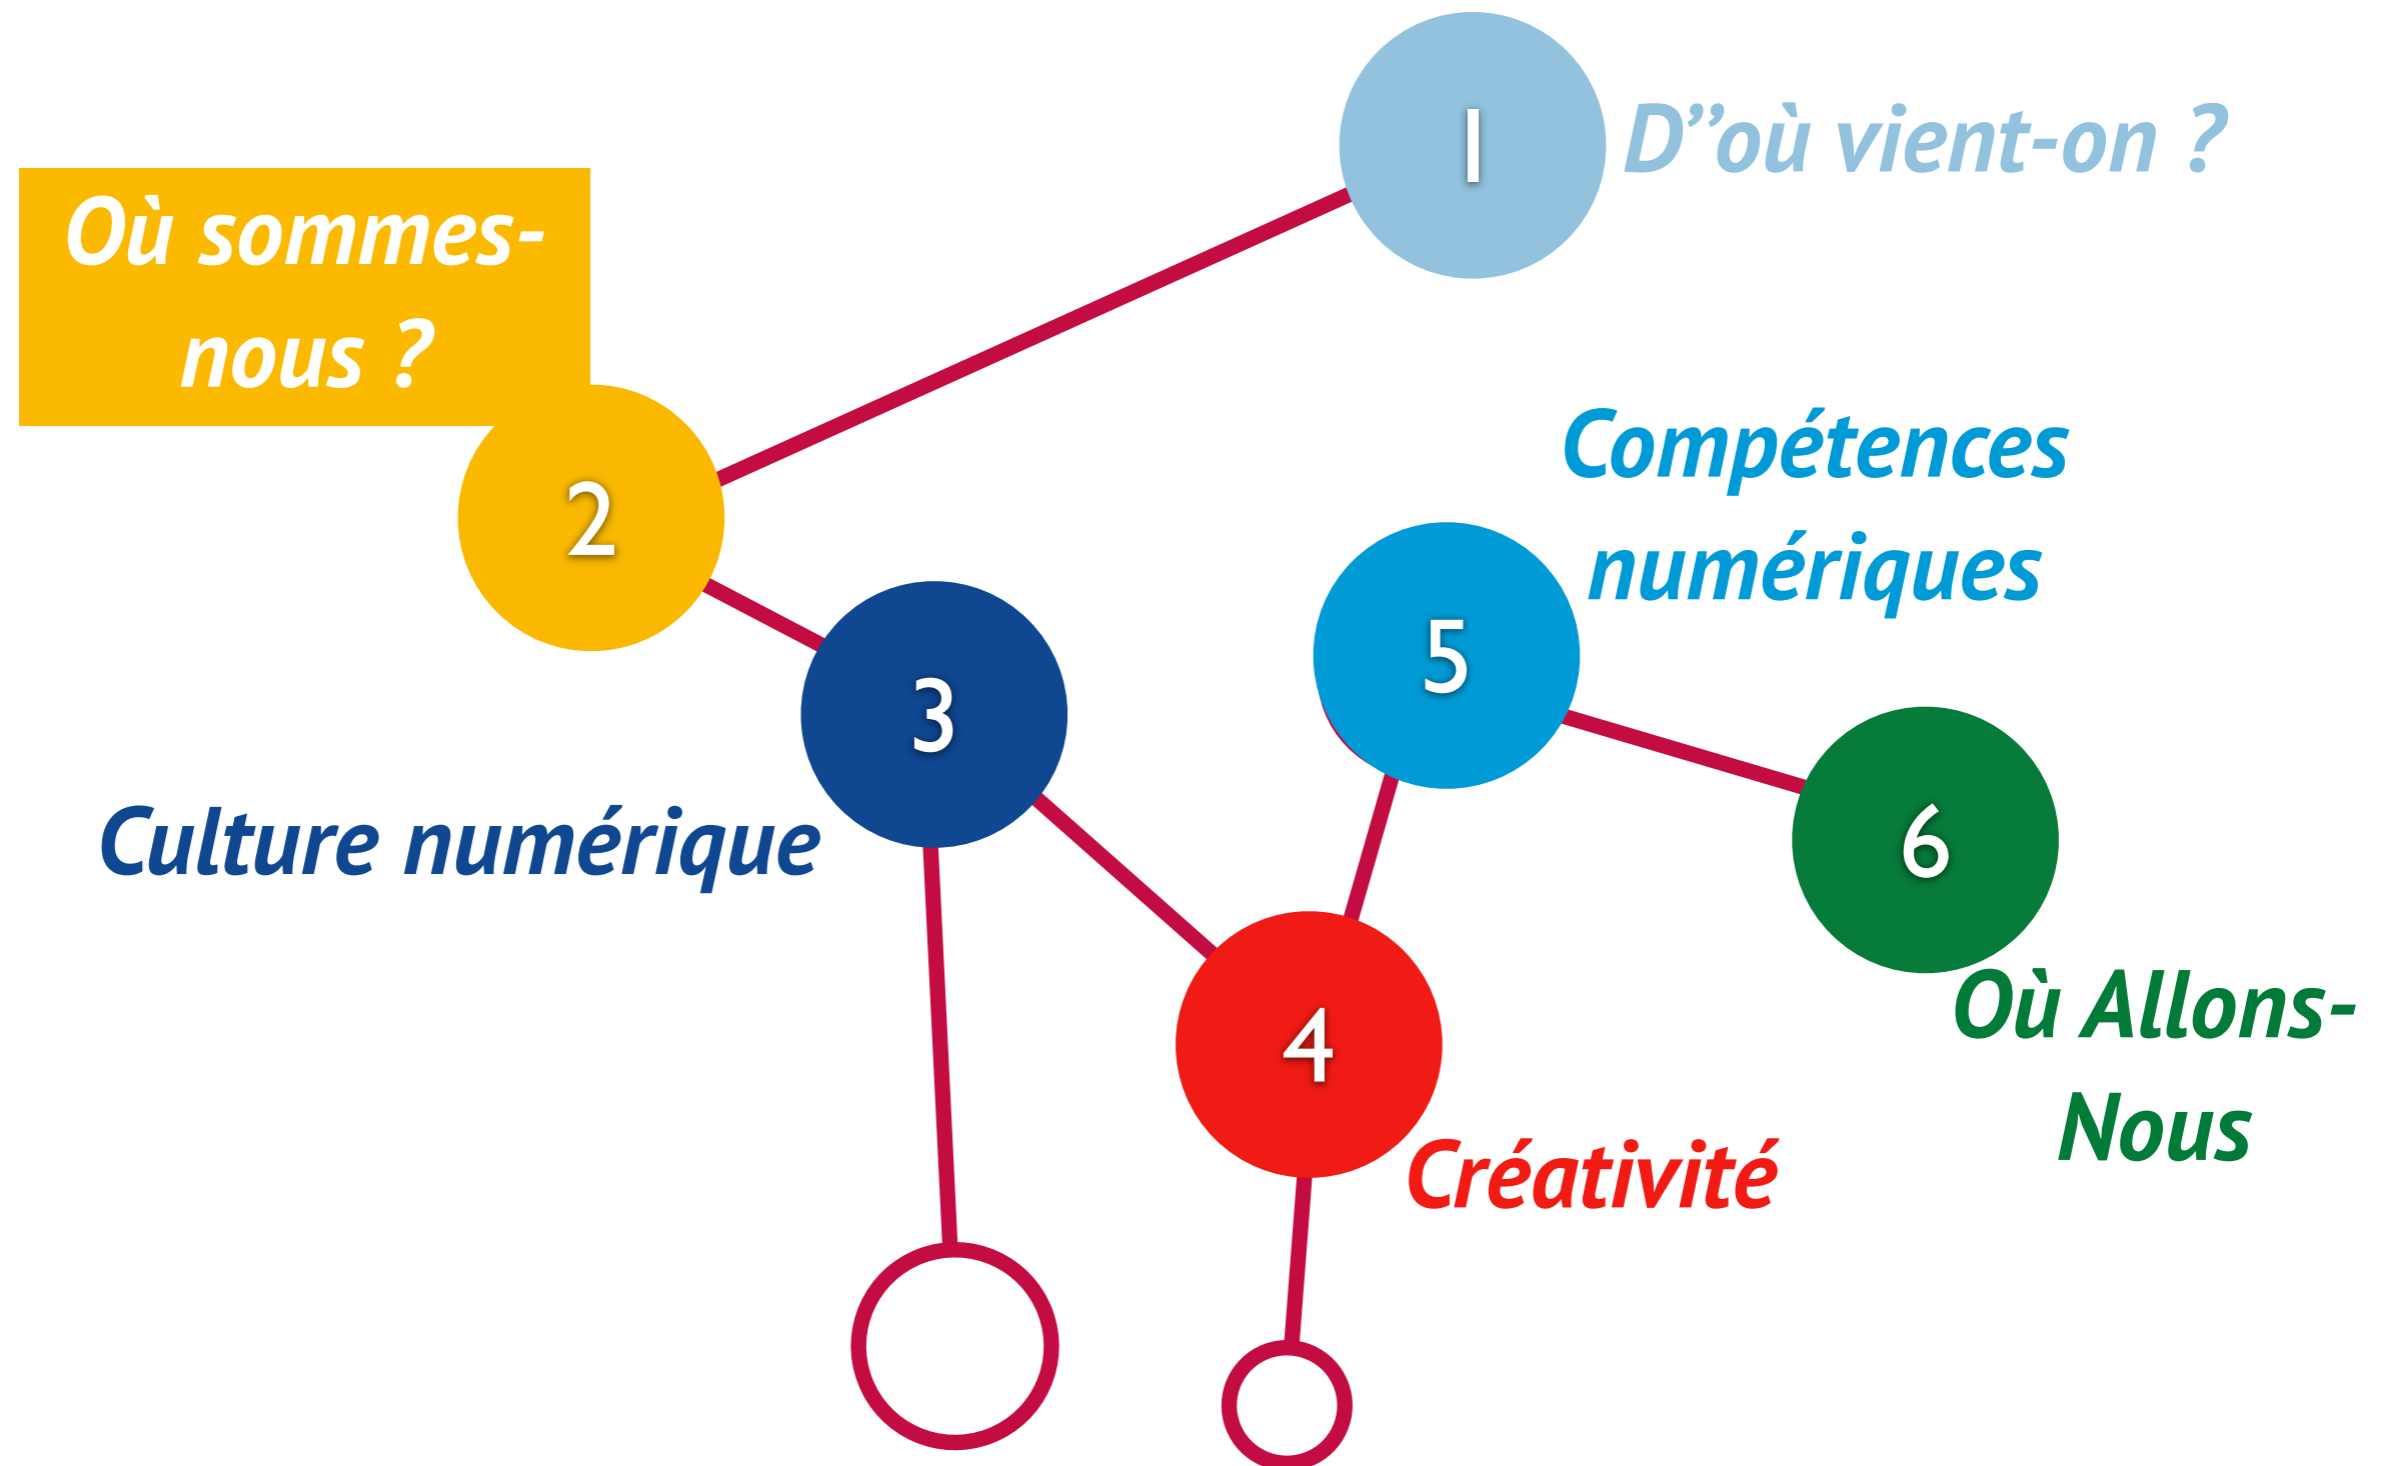 1
D”où vient-on ?
Où sommes-
nous ?
2
3
Culture numérique
4
Créativité
5
Compétences
numériques
6
Où Allons-
Nous